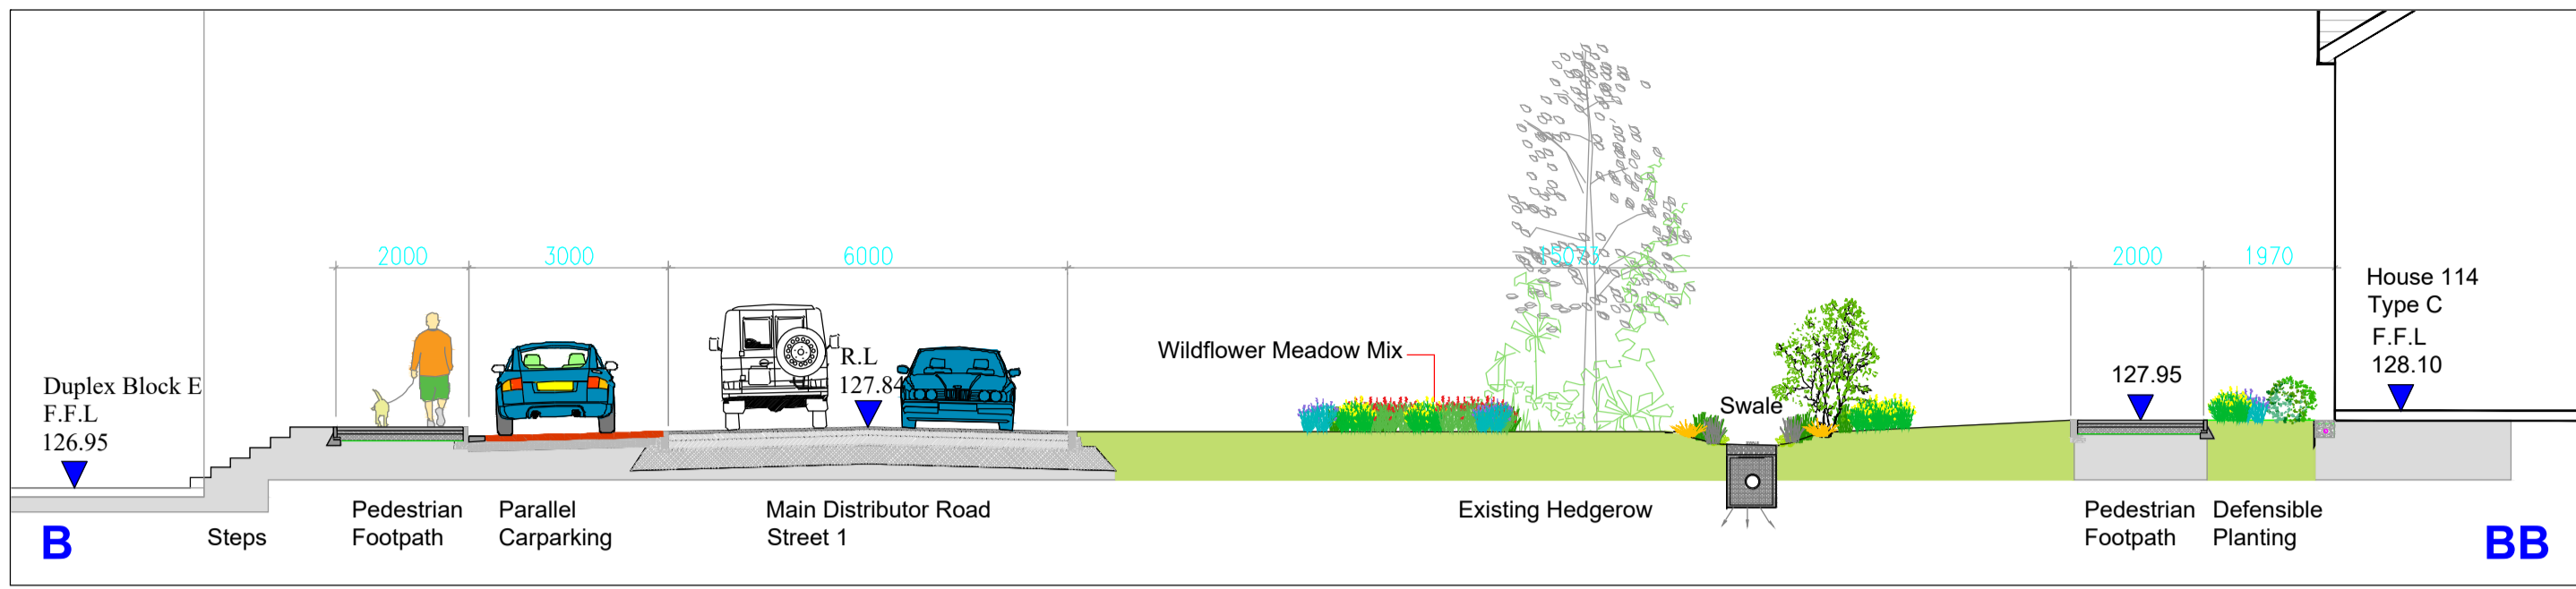 2000
3000
6000
15073
2000
1970
House 114
Type C
F.F.L
128.10
Duplex Block E
F.F.L
126.95
R.L
127.84
Wildflower Meadow Mix
Swale
127.95
Steps
Pedestrian
Footpath
Parallel
Carparking
Main Distributor Road
Street 1
Existing Hedgerow
Pedestrian
Footpath
Defensible
Planting
B
BB